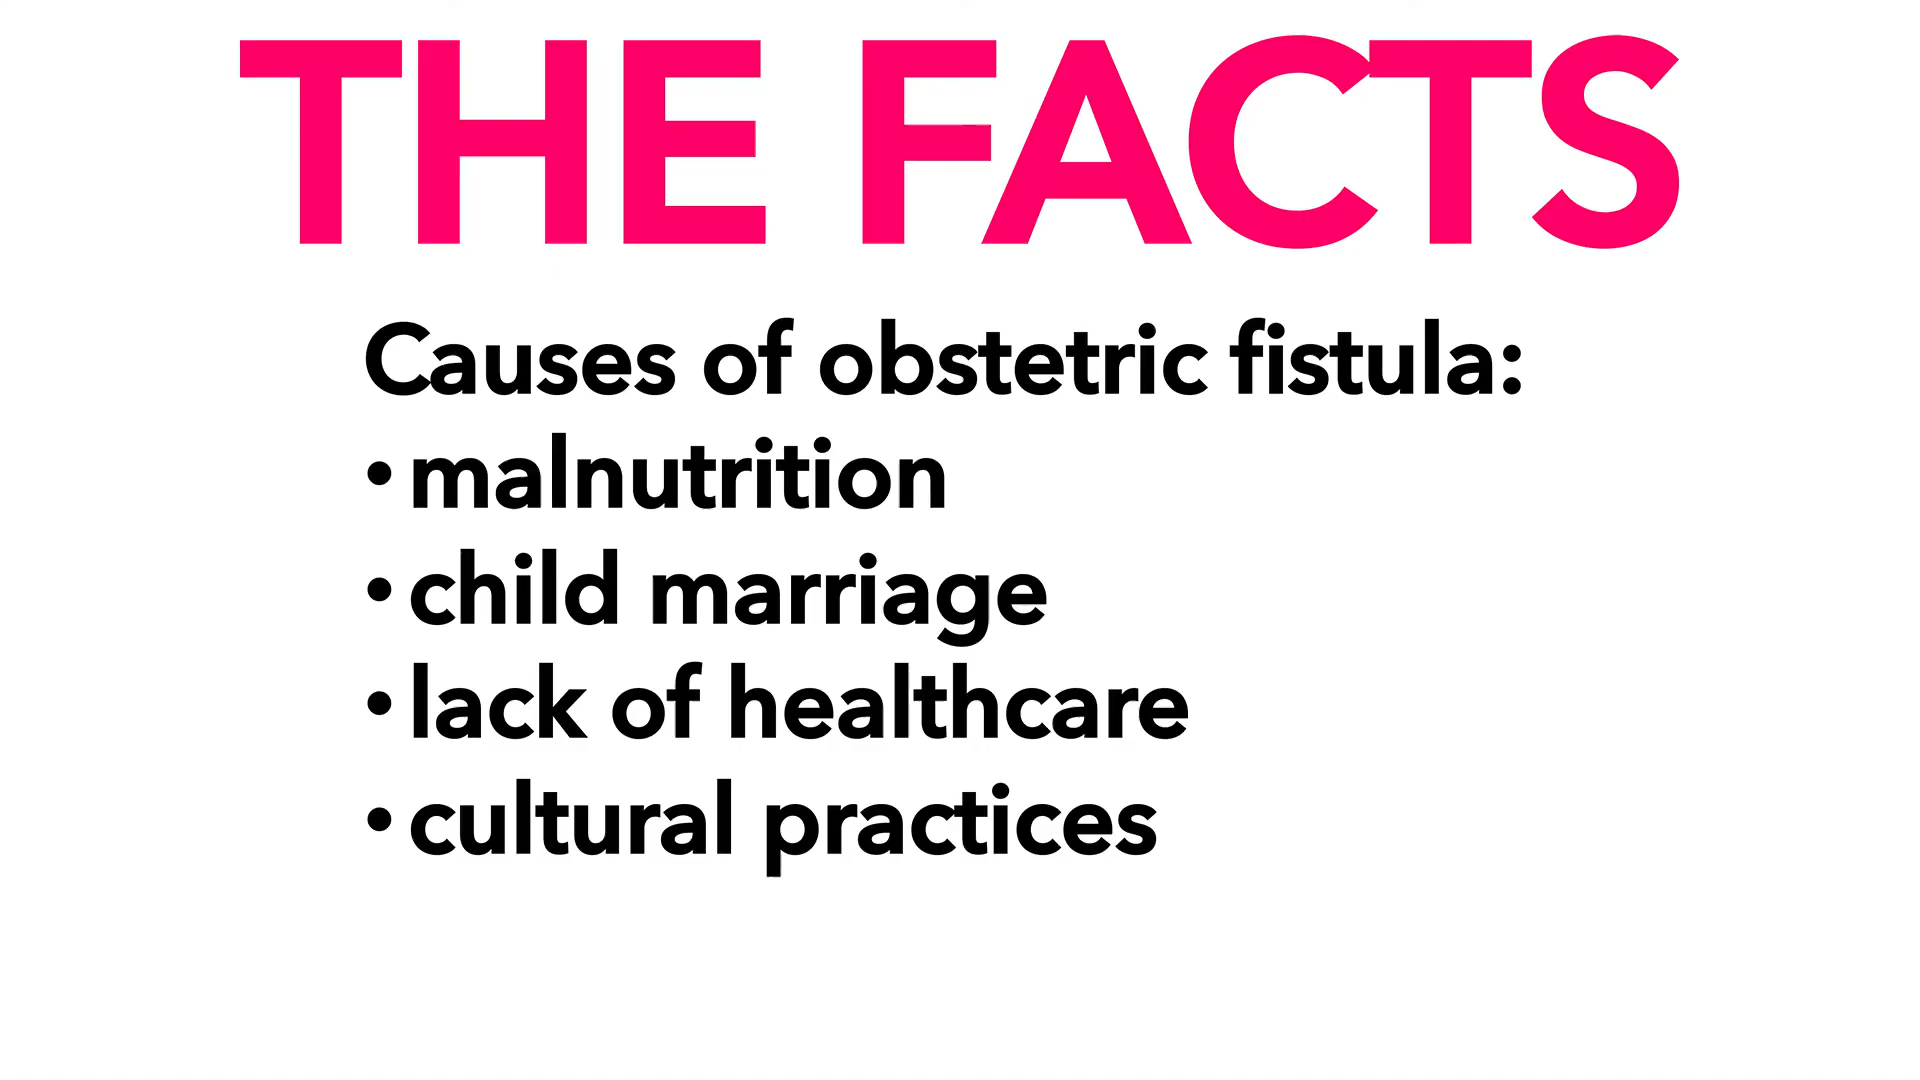 THE FACTS
Causes of obstetric fistula:
• malnutrition
• child marriage
• lack of healthcare
• cultural practices